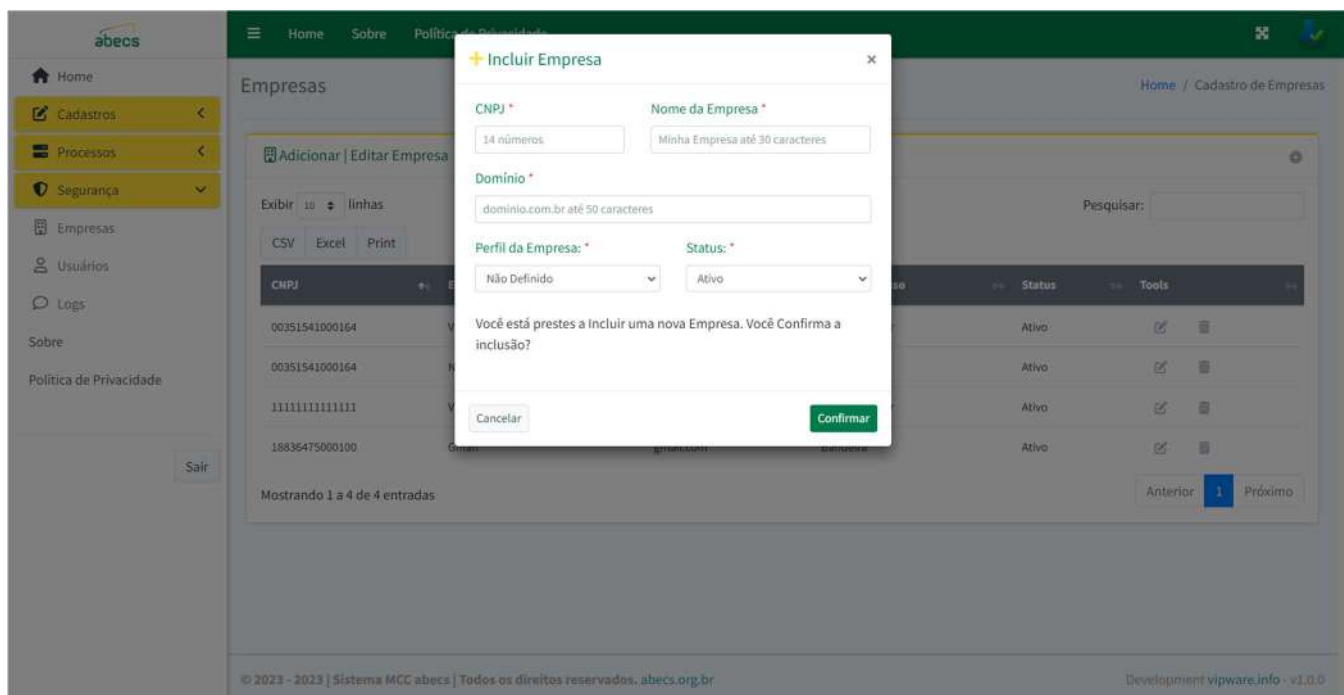 abecs
Home
Sobre
Política de Privacidade
Home
Cadastros
Processos
Segurança
Empresas
Usuários
Logs
Sobre
Política de Privacidade
Sair
Empresas
Home / Cadastro de Empresas
Adicionar | Editar Empresa
Exibir 10 linhas
Pesquisar:
CSV Excel Print
CNPJ
Status
Tools
00351541000164
Ativo
00351541000164
Ativo
11111111111111
Ativo
18836475000100
Gmail
gmail.com
Bandeira
Ativo
Mostrando 1 a 4 de 4 entradas
Anterior 1 Próximo
Incluir Empresa
×
CNPJ *
Nome da Empresa *
14 números
Minha Empresa até 30 caracteres
Domínio *
dominio.com.br até 50 caracteres
Perfil da Empresa: *
Status: *
Não Definido
Ativo
Você está prestes a Incluir uma nova Empresa. Você Confirma a
inclusão?
Cancelar
Confirmar
© 2023 - 2023 | Sistema MCC abecs | Todos os direitos reservados. abecs.org.br
Development vipware.info - v1.0.0